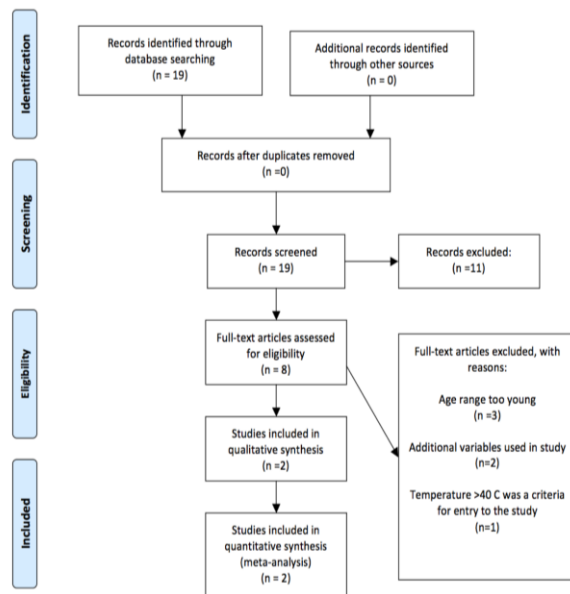 Identification
Records identified through
database searching
(n = 19)
Additional records identified
through other sources
(n = 0)
Records after duplicates removed
(n =0)
Screening
Records screened
(n = 19)
Records excluded:
(n =11)
Eligibility
Full-text articles assessed
for eligibility
(n = 8)
Full-text articles excluded, with
reasons:
Age range too young
(n =3)
Additional variables used in study
(n=2)
Temperature >40 C was a criteria
for entry to the study
(n=1)
Studies included in
qualitative synthesis
(n =2)
Included
Studies included in
quantitative synthesis
(meta-analysis)
(n = 2)